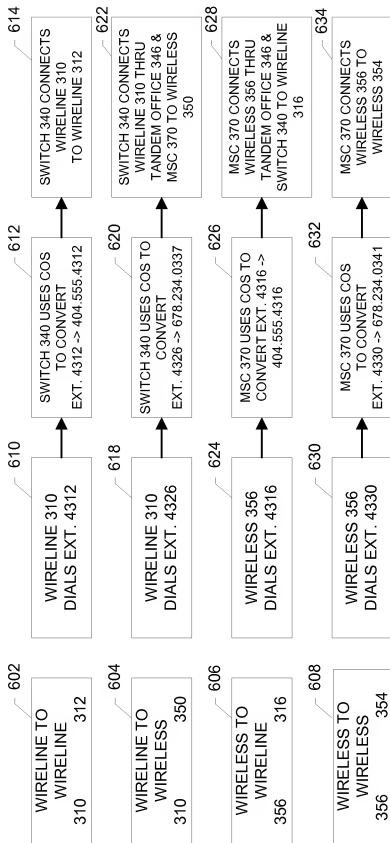 602
WIRELINE TO
WIRELINE
310 312
610
WIRELINE 310
DIALS EXT. 4312
612
SWITCH 340 USES COS
TO CONVERT
EXT. 4312 -> 404.555.4312
614
SWITCH 340 CONNECTS
WIRELINE 310
TO WIRELINE 312
604
WIRELINE TO
WIRELESS
310 350
618
WIRELINE 310
DIALS EXT. 4326
620
SWITCH 340 USES COS TO
CONVERT
EXT. 4326 -> 678.234.0337
622
SWITCH 340 CONNECTS
WIRELINE 310 THRU
TANDEM OFFICE 346 &
MSC 370 TO WIRELESS
350
606
WIRELESS TO
WIRELINE
356 316
624
WIRELESS 356
DIALS EXT. 4316
626
MSC 370 USES COS TO
CONVERT EXT. 4316 ->
404.555.4316
628
MSC 370 CONNECTS
WIRELESS 356 THRU
TANDEM OFFICE 346 &
SWITCH 340 TO WIRELINE
316
608
WIRELESS TO
WIRELESS
356 354
630
WIRELESS 356
DIALS EXT. 4330
632
MSC 370 USES COS
TO CONVERT
EXT. 4330 -> 678.234.0341
634
MSC 370 CONNECTS
WIRELESS 356 TO
WIRELESS 354